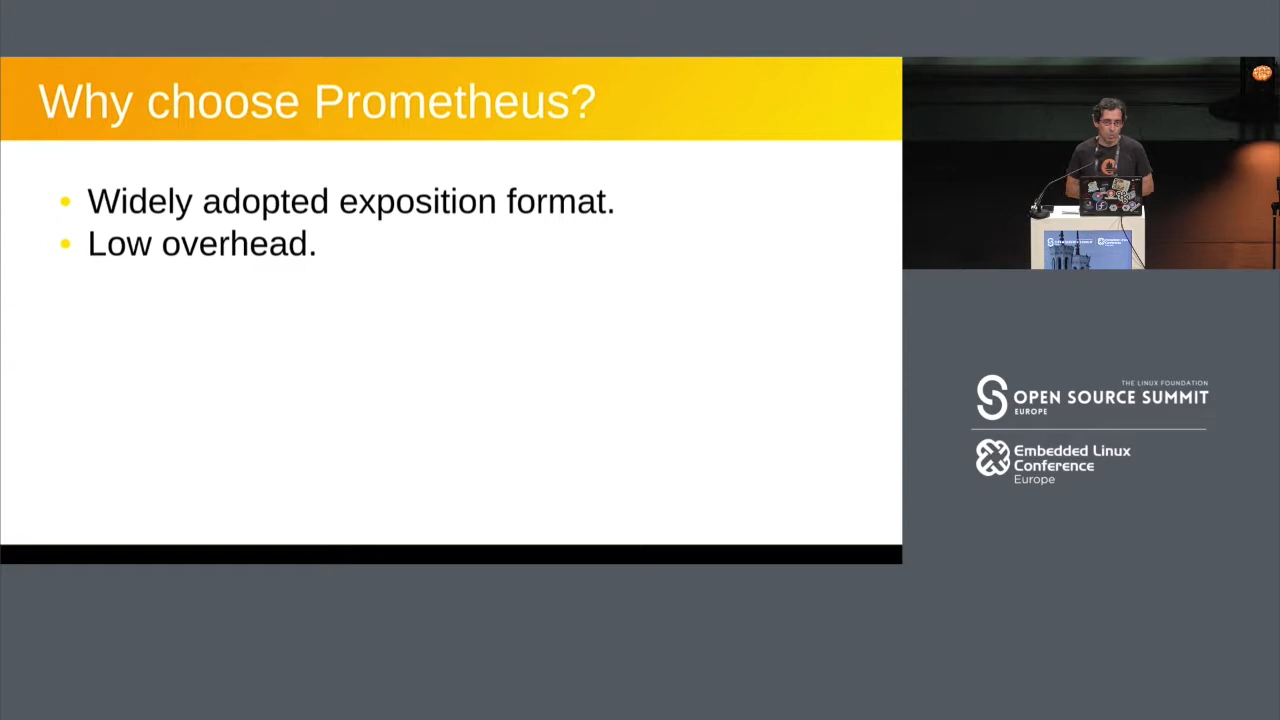 Why choose Prometheus?
Widely adopted exposition format.
Low overhead.
THE LINUX FOUNDATION
OPEN SOURCE SUMMIT
EUROPE
Embedded Linux
Conference
Europe